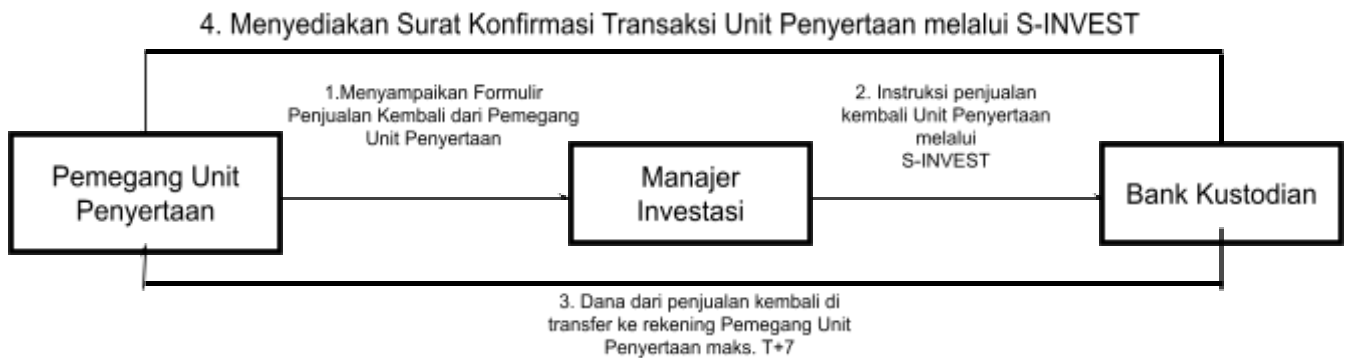 4. Menyediakan Surat Konfirmasi Transaksi Unit Penyertaan melalui S-INVEST
1.Menyampaikan Formulir
Penjualan Kembali dari Pemegang
Unit Penyertaan
2. Instruksi penjualan
kembali Unit Penyertaan
melalui
S-INVEST
Pemegang Unit
Penyertaan
Manajer
Investasi
Bank Kustodian
3. Dana dari penjualan kembali di
transfer ke rekening Pemegang Unit
Penyertaan maks. T+7